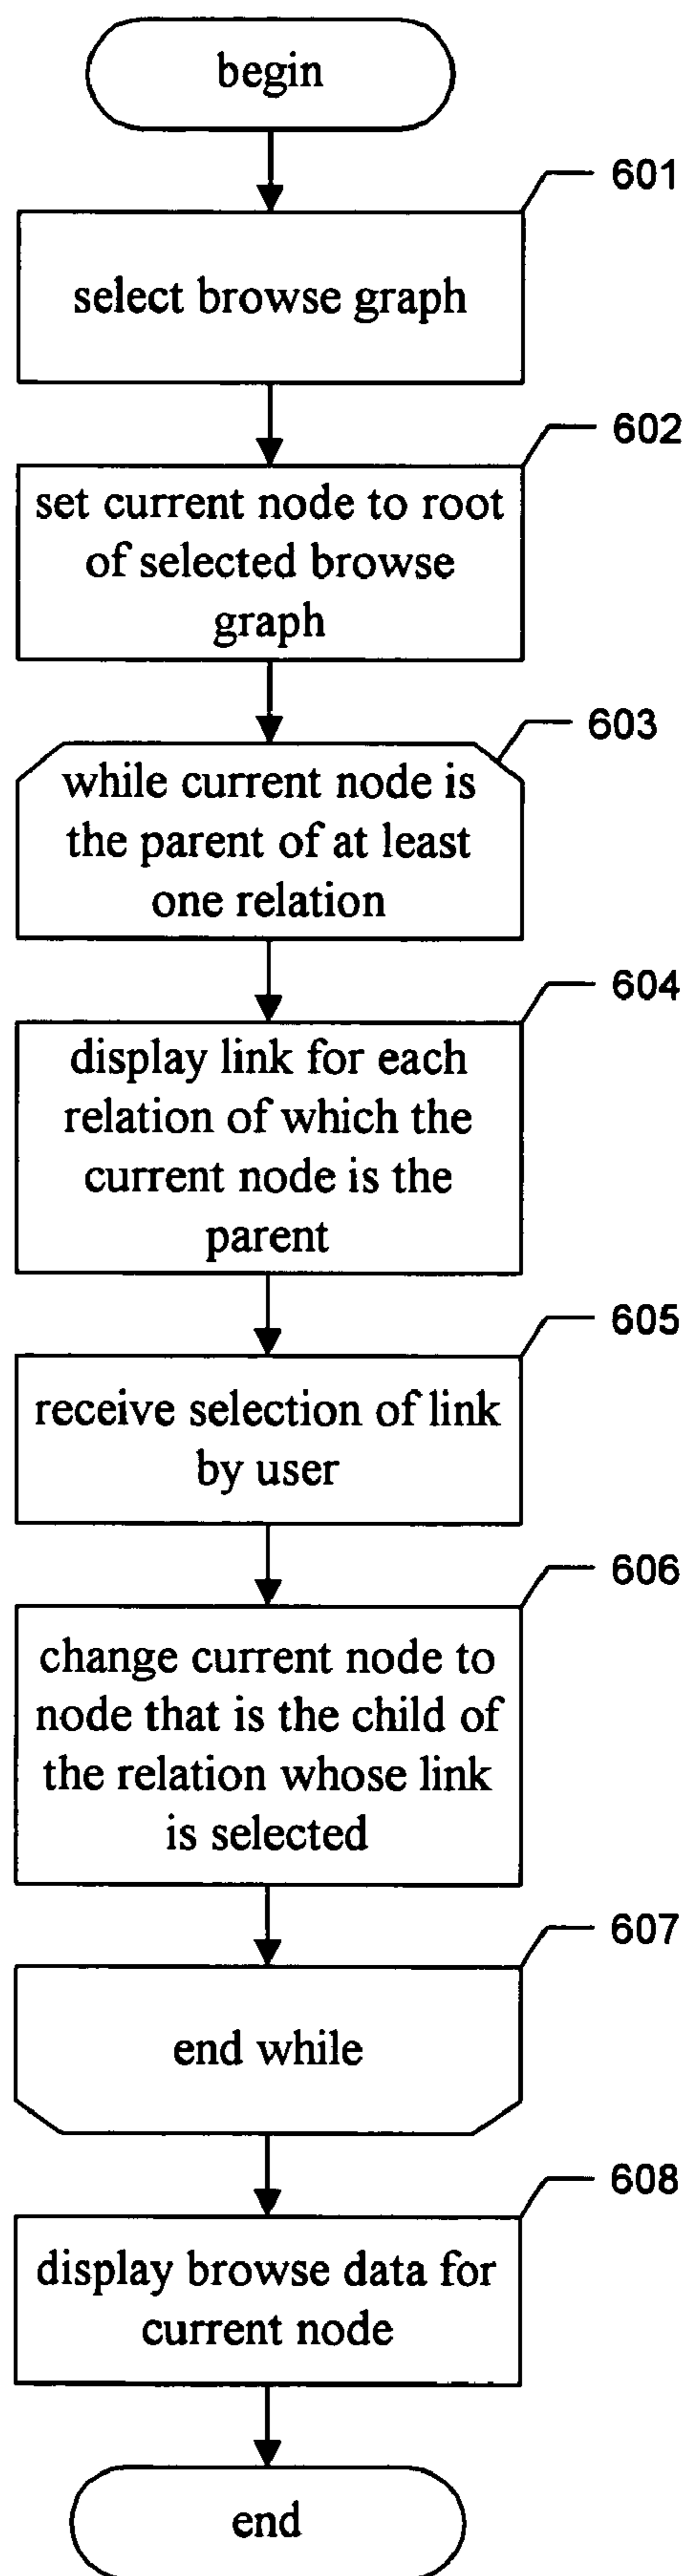 begin
601
select browse graph
602
set current node to root
of selected browse
graph
603
while current node is
the parent of at least
one relation
604
display link for each
relation of which the
current node is the
parent
605
receive selection of link
by user
606
change current node to
node that is the child of
the relation whose link
is selected
607
end while
608
display browse data for
current node
end